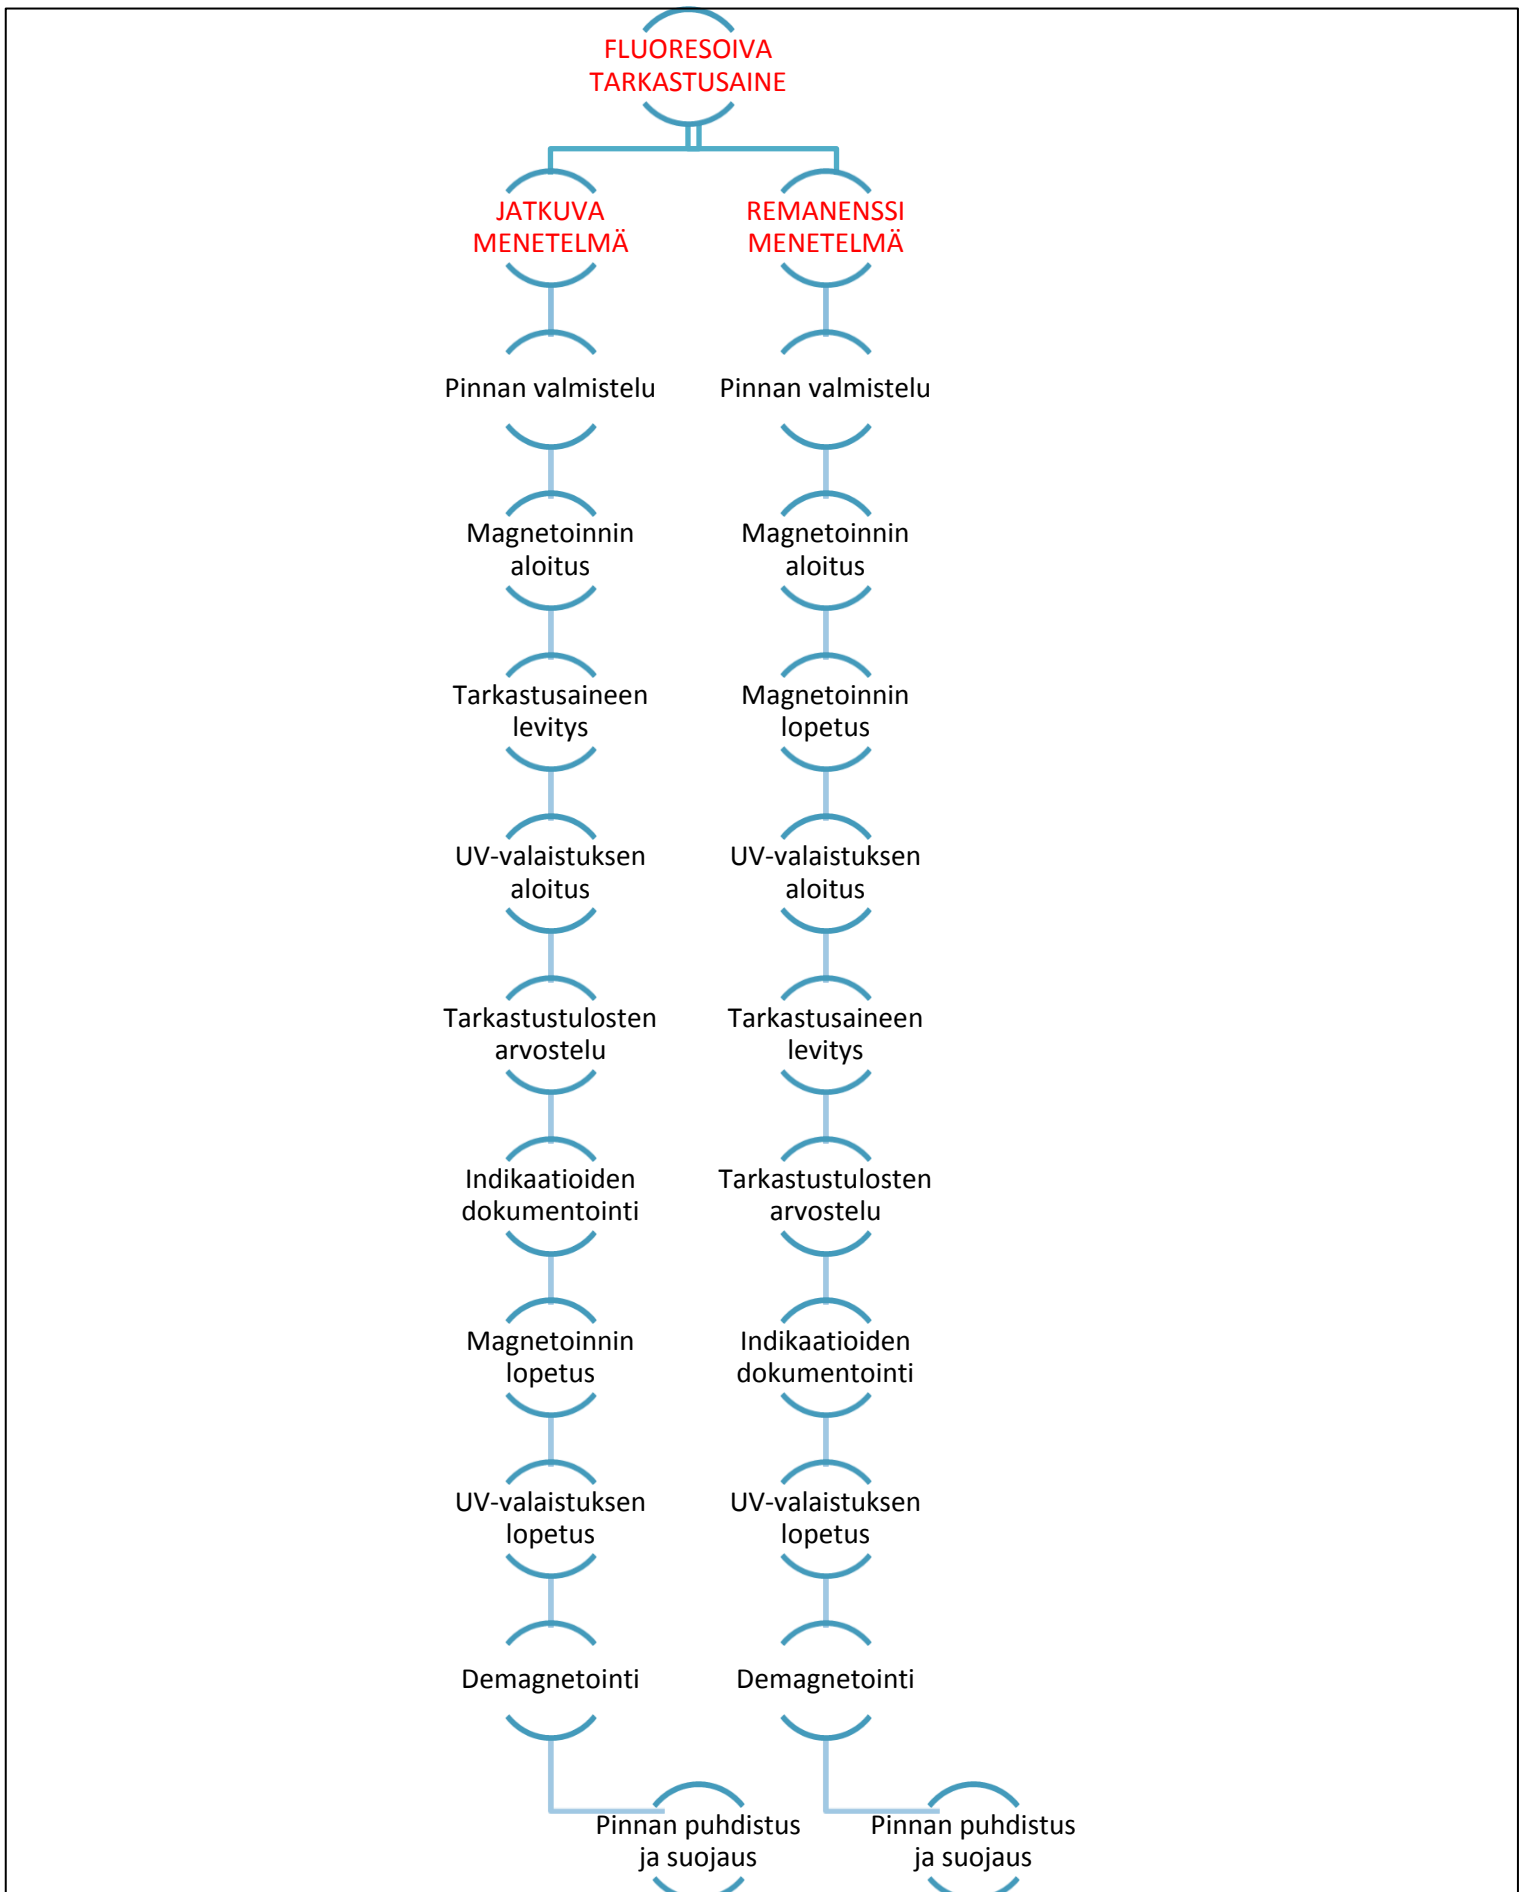 FLUORESOIVA
TARKASTUSAINE
JATKUVA
MENETELMÄ
Pinnan valmistelu
Magnetoinnin
aloitus
Tarkastusaineen
levitys
UV-valaistuksen
aloitus
Tarkastustulosten
arvostelu
Indikaatioiden
dokumentointi
Magnetoinnin
lopetus
UV-valaistuksen
lopetus
Demagnetointi
Pinnan puhdistus
ja suojaus
REMANENSSI
MENETELMÄ
Pinnan valmistelu
Magnetoinnin
aloitus
Magnetoinnin
lopetus
UV-valaistuksen
aloitus
Tarkastusaineen
levitys
Tarkastustulosten
arvostelu
Indikaatioiden
dokumentointi
UV-valaistuksen
lopetus
Demagnetointi
Pinnan puhdistus
ja suojaus